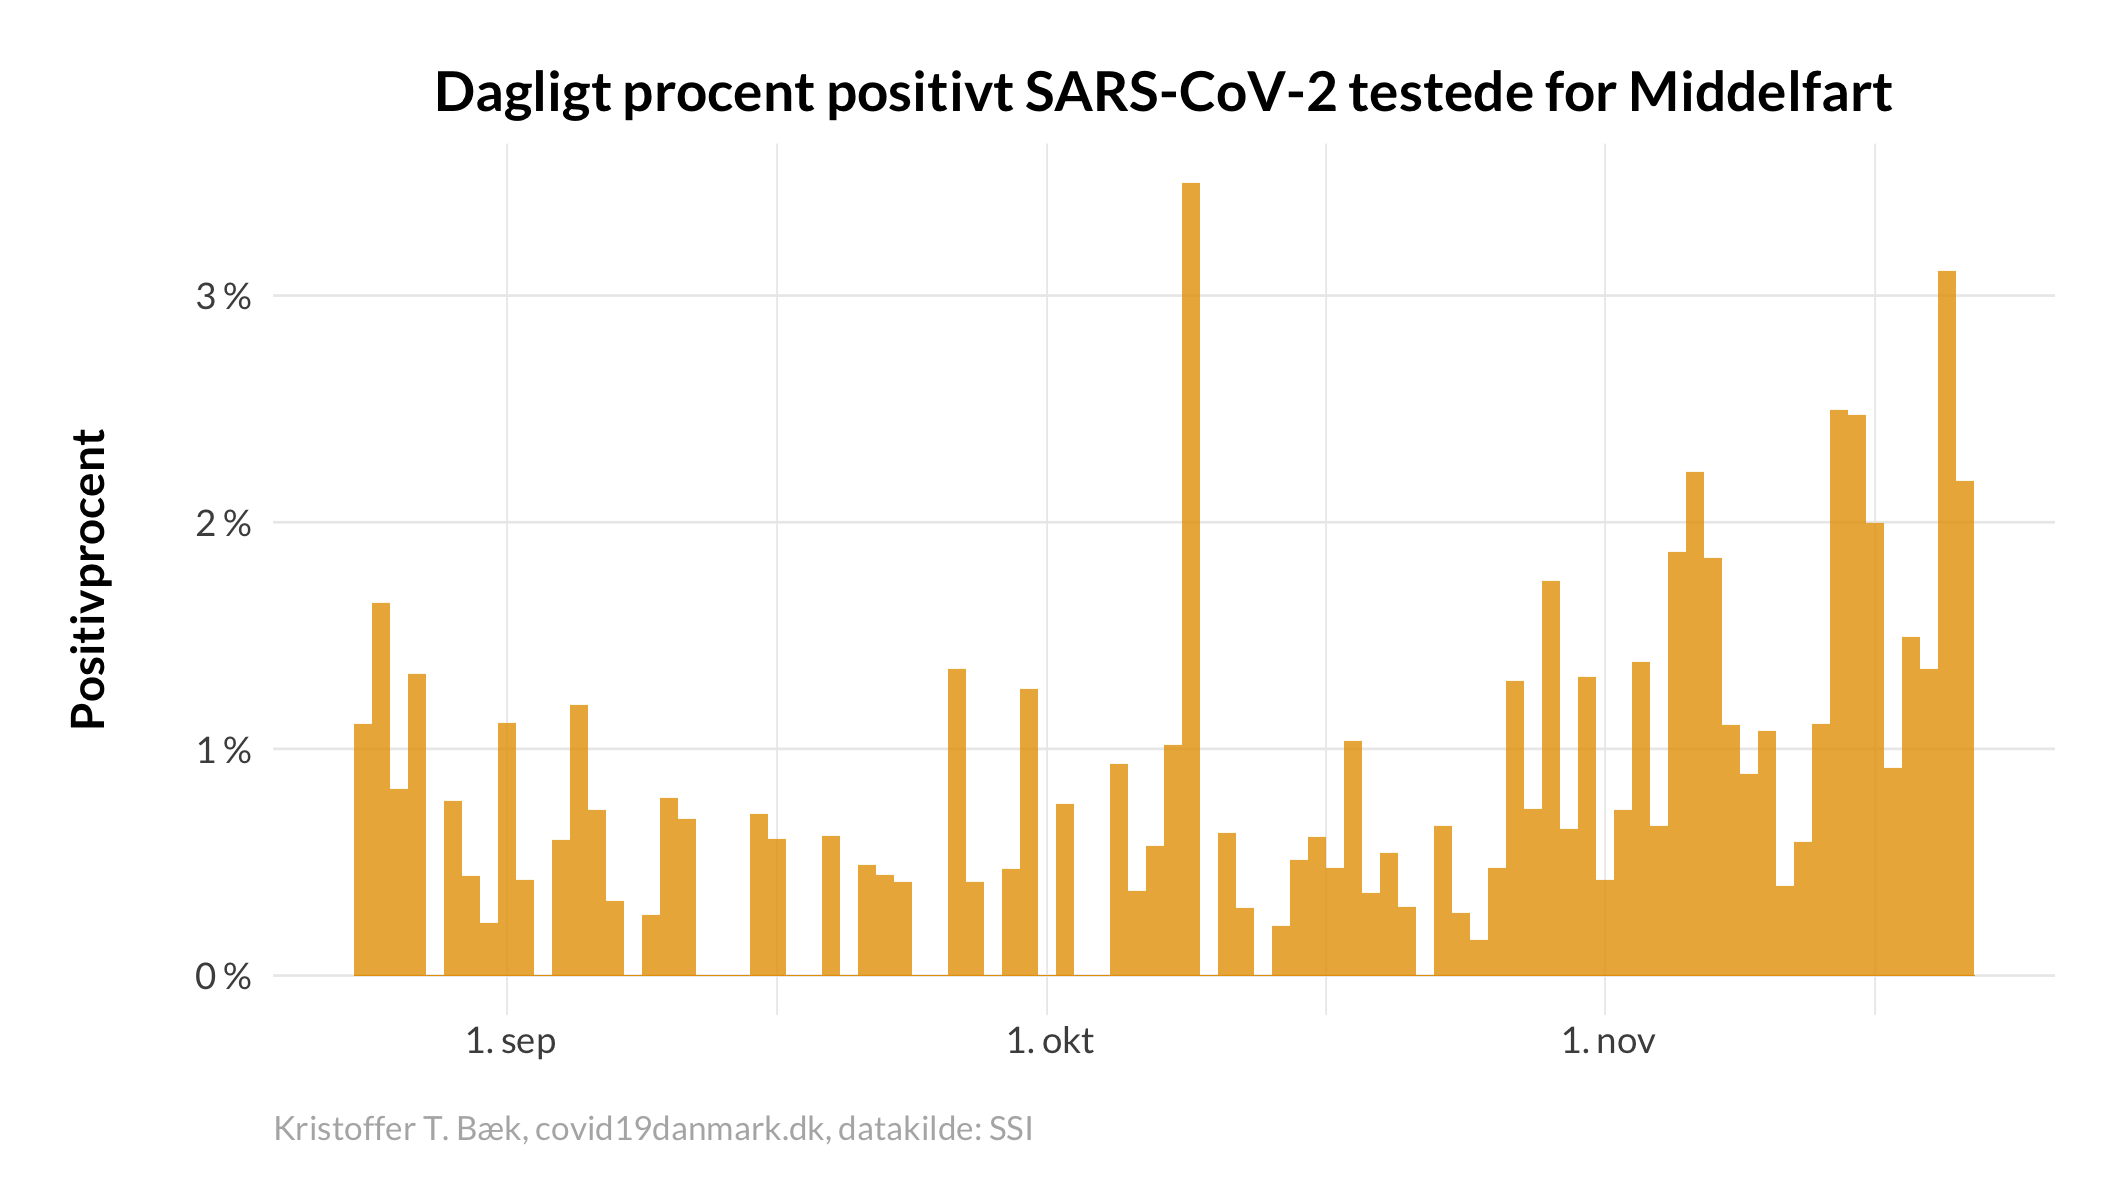 Dagligt procent positivt SARS-CoV-2 testede for Middelfart
Positivprocent
3 %
2 %
1 %
0 %
1. sep
1. okt
1. nov
Kristoffer T. Bæk, covid19danmark.dk, datakilde: SSI